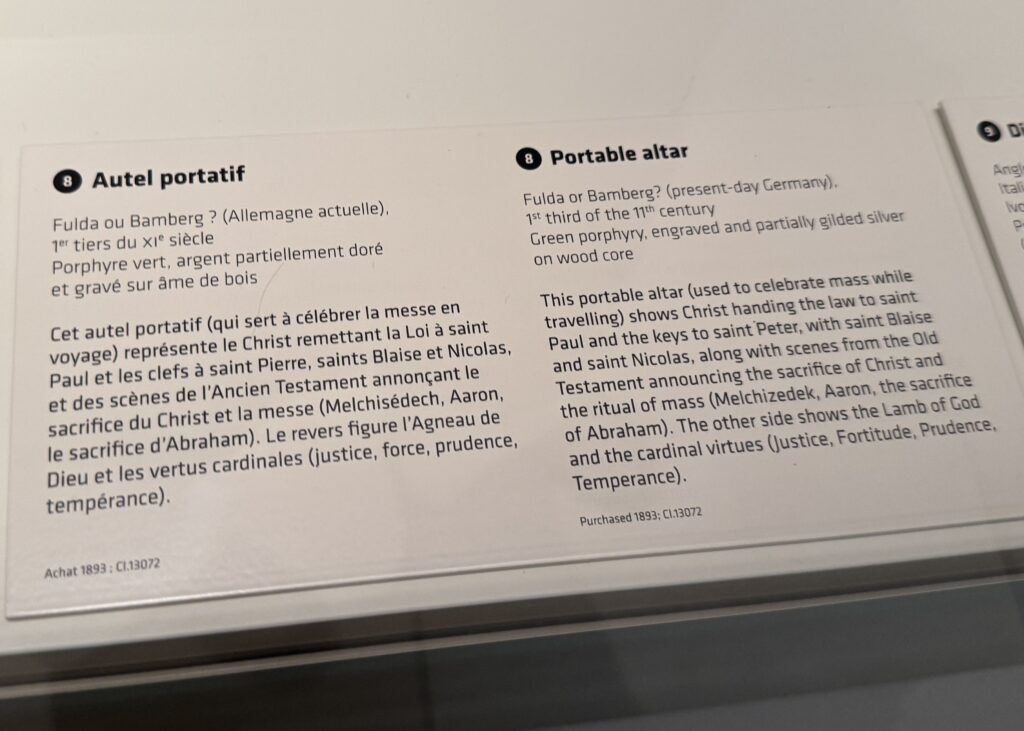 8 Autel portatif
Fulda ou Bamberg ? (Allemagne actuelle),
1er tiers du XIe siècle
Porphyre vert, argent partiellement doré
et gravé sur âme de bois
Cet autel portatif (qui sert à célébrer la messe en
voyage) représente le Christ remettant la Loi à saint
Paul et les clefs à saint Pierre, saints Blaise et Nicolas,
et des scènes de l'Ancien Testament annonçant le
sacrifice du Christ et la messe (Melchisédech, Aaron,
le sacrifice d'Abraham). Le revers figure l'Agneau de
Dieu et les vertus cardinales (justice, force, prudence,
tempérance).
Achat 1893 ; Cl.13072
8 Portable altar
Fulda or Bamberg? (present-day Germany),
1st third of the 11th century
Green porphyry, engraved and partially gilded silver
on wood core
This portable altar (used to celebrate mass while
travelling) shows Christ handing the law to saint
Paul and the keys to saint Peter, with saint Blaise
and saint Nicolas, along with scenes from the Old
Testament announcing the sacrifice of Christ and
the ritual of mass (Melchizedek, Aaron, the sacrifice
of Abraham). The other side shows the Lamb of God
and the cardinal virtues (Justice, Fortitude, Prudence,
Temperance).
Purchased 1893; Cl.13072
9